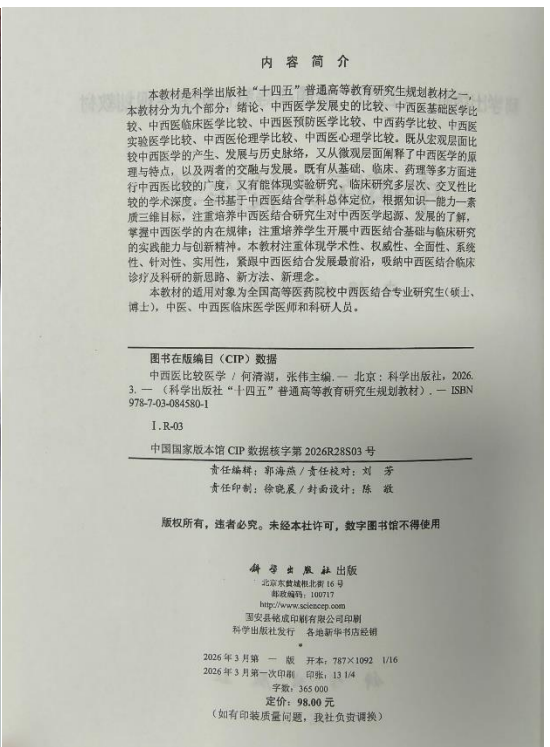 内 容 简 介
本教材是科学出版社“十四五”普通高等教育研究生规划教材之一，
本教材分为九个部分：绪论、中西医学发展史的比较、中西医基础医学比
较、中西医临床医学比较、中西医预防医学比较、中西药学比较、中西医
实验医学比较、中西医伦理学比较、中西医心理学比较。既从宏观层面比
较中西医学的产生、发展与历史脉络，又从微观层面阐释了中西医学的原
理与特点，以及两者的交融与发展。既有从基础、临床、药理等多方面进
行中西医比较的广度，又有能体现实验研究、临床研究多层次、交叉性比
较的学术深度。全书基于中西医结合学科总体定位，根据知识—能力—素
质三维目标，注重培养中西医结合研究生对中西医学起源、发展的了解，
掌握中西医学的内在规律；注重培养学生开展中西医结合基础与临床研究
的实践能力与创新精神。本教材注重体现学术性、权威性、全面性、系统
性、针对性、实用性，紧跟中西医结合发展最前沿，吸纳中西医结合临床
诊疗及科研的新思路、新方法、新理念。
本教材的适用对象为全国高等医药院校中西医结合专业研究生(硕士、
博士)，中医、中西医临床医学医师和科研人员。
图书在版编目（CIP）数据
中西医比较医学 / 何清湖，张伟主编. — 北京：科学出版社，2026.
3. — （科学出版社“十四五”普通高等教育研究生规划教材）. — ISBN
978-7-03-084580-1
Ⅰ. R-03
中国国家版本馆 CIP 数据核字第 2026R28S03 号
责任编辑：郭海燕 / 责任校对：刘 芳
责任印制：徐晓晨 / 封面设计：陈 敬
版权所有，违者必究。未经本社许可，数字图书馆不得使用
科学出版社 出版
北京东黄城根北街 16 号
邮政编码：100717
http://www.sciencep.com
固安县铭成印刷有限公司印刷
科学出版社发行 各地新华书店经销
*
2026 年 3 月第 一 版 开本：787×1092 1/16
2026 年 3 月第一次印刷 印张：13 1/4
字数：365 000
定价：98.00 元
（如有印装质量问题，我社负责调换）